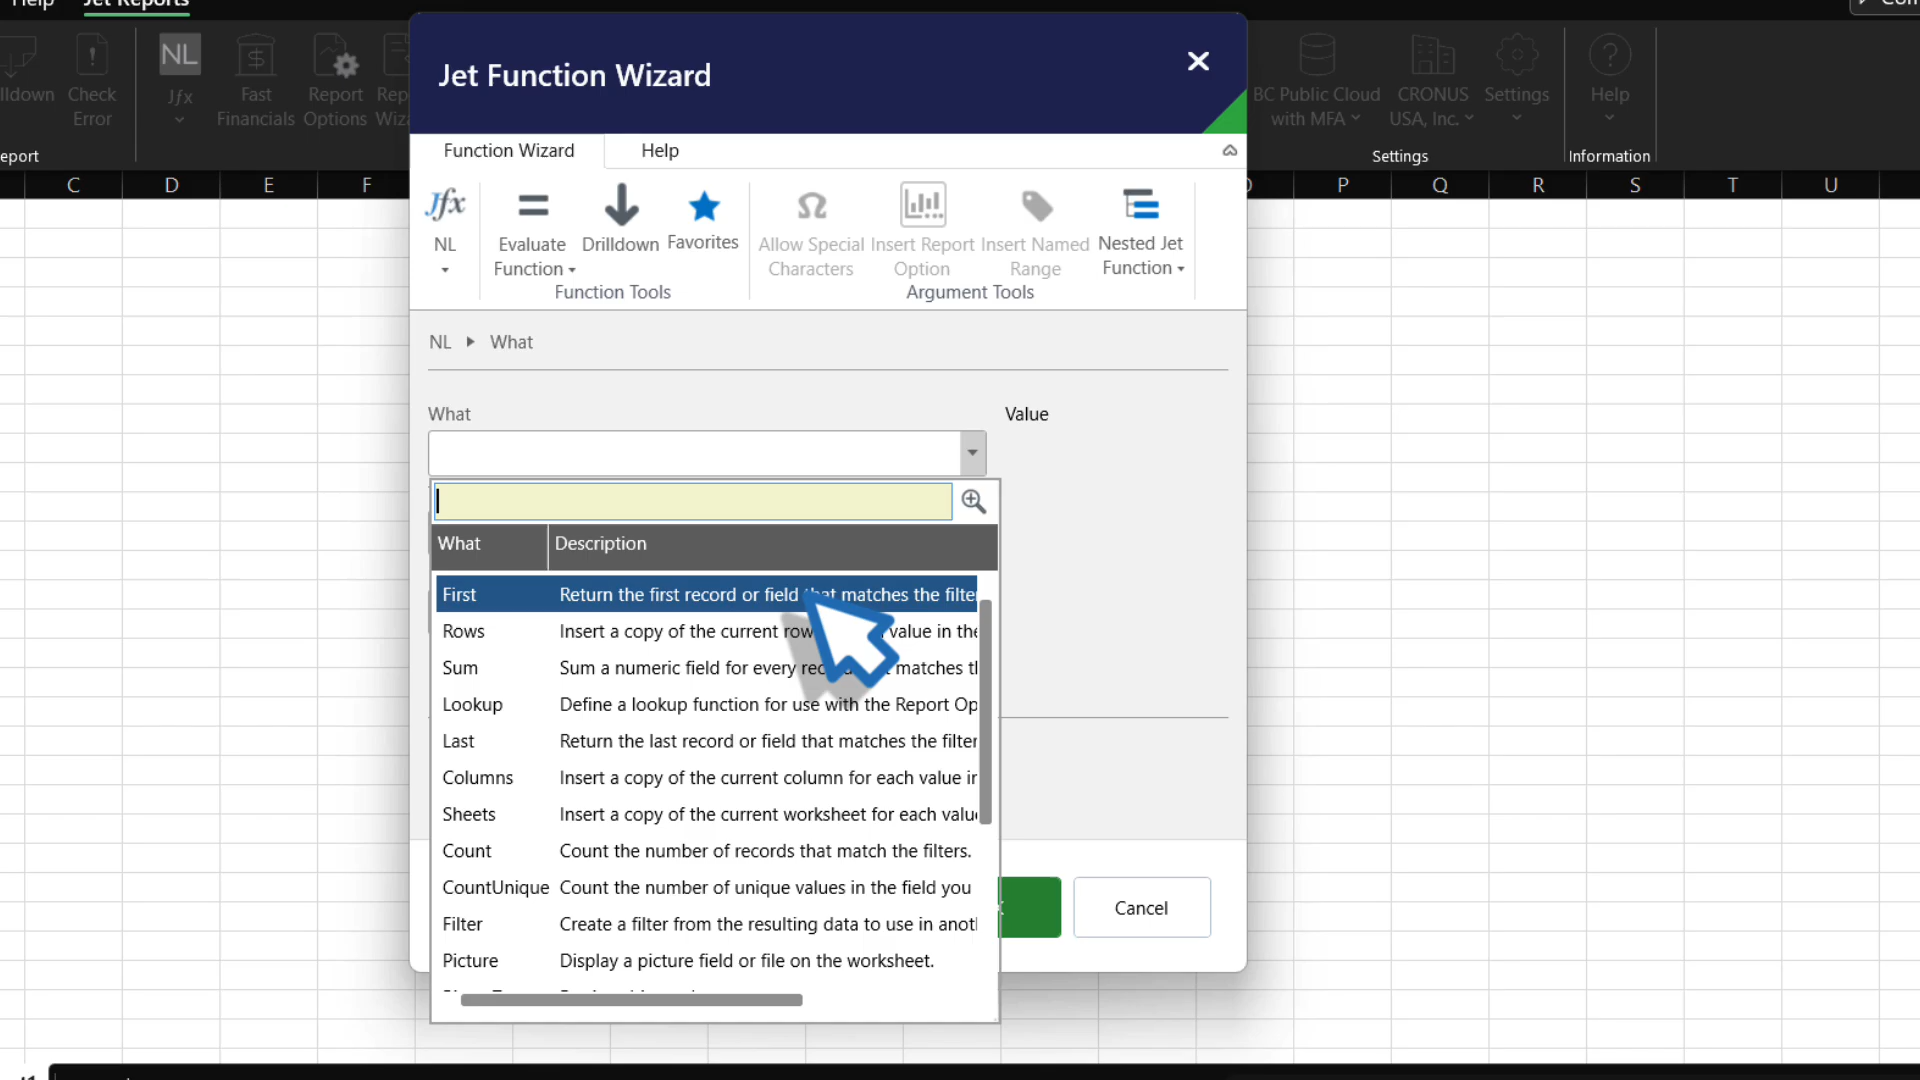 Help Jet Reports
NL
lldown Check Error
Jfx
Fast Financials
Report Options
BC Public Cloud with MFA
CRONUS USA, Inc.
Settings
Help
eport
Settings
Information
C D E F P Q R S T U
Jet Function Wizard
Function Wizard Help
Jfx
NL
Evaluate Function
Drilldown
Favorites
Allow Special Characters
Insert Report Option
Insert Named Range
Nested Jet Function
Function Tools
Argument Tools
NL What
What Value
What Description
First Return the first record or field that matches the filte
Rows Insert a copy of the current row value in the
Sum Sum a numeric field for every matches
Lookup Define a lookup function for use with the Report Op
Last Return the last record or field that matches the filter
Columns Insert a copy of the current column for each value in
Sheets Insert a copy of the current worksheet for each valu
Count Count the number of records that match the filters.
CountUnique Count the number of unique values in the field you
Filter Create a filter from the resulting data to use in anot
Picture Display a picture field or file on the worksheet.
Cancel